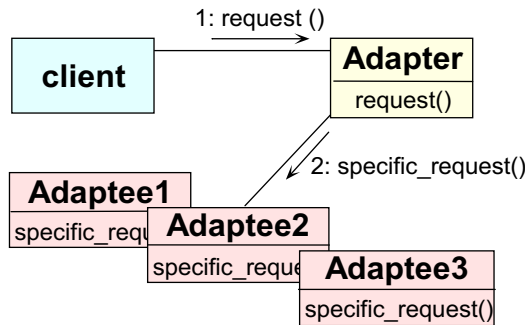 1: request ()
client
Adapter
request()
2: specific_request()
Adaptee1
specific_requ
Adaptee2
specific_reque
Adaptee3
specific_request()